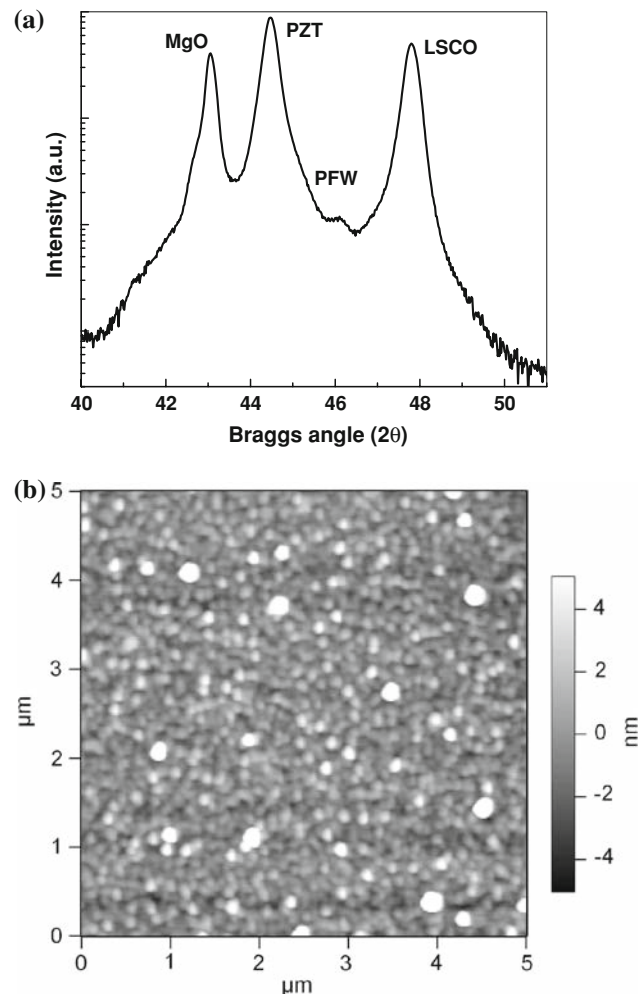 (a)
MgO
PZT
LSCO
PFW
Intensity (a.u.)
40 42 44 46 48 50
Braggs angle (2θ)
(b)
5
4
3
2
1
0
μm
0 1 2 3 4 5
μm
4
2
0
-2
-4
nm